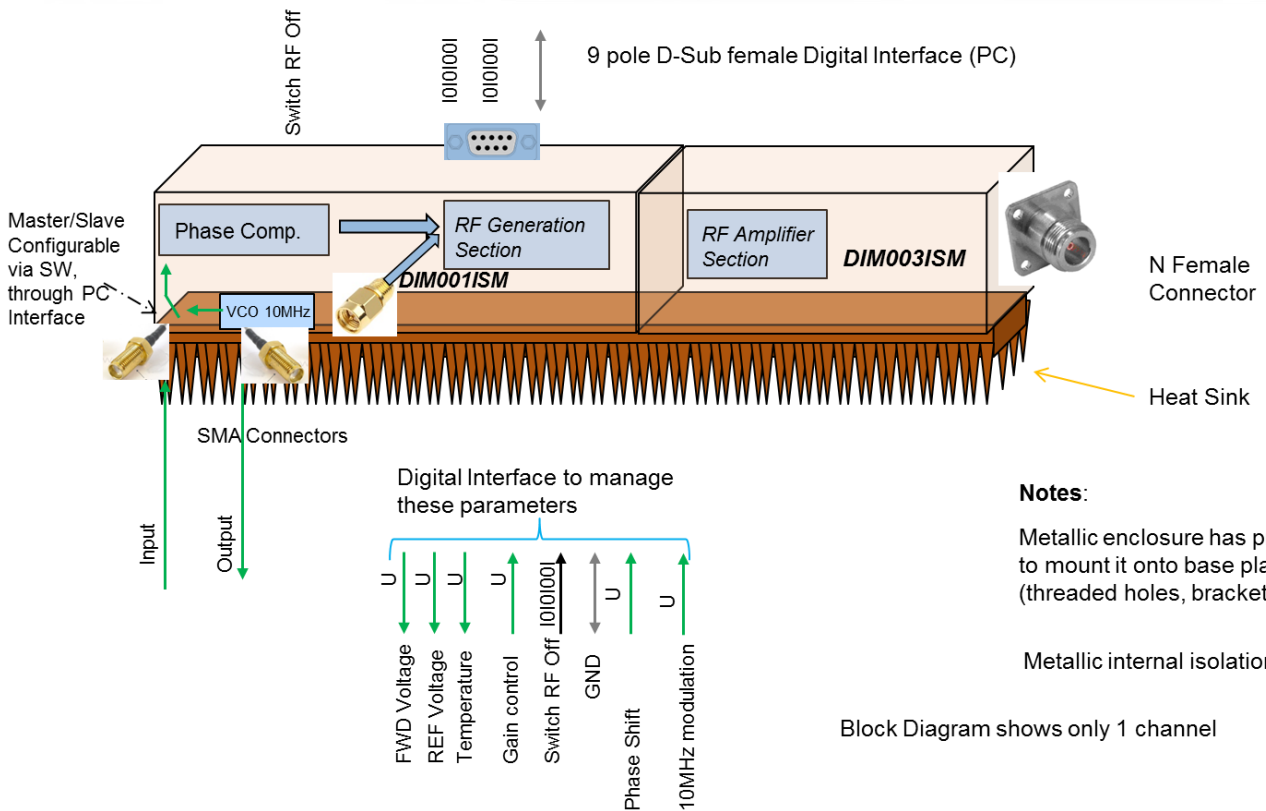 Switch RF Off
I0I0I00I
I0I0I00I
9 pole D-Sub female Digital Interface (PC)
Master/Slave
Configurable
via SW,
through PC
Interface
Phase Comp.
RF Generation
Section
DIM001ISM
VCO 10MHz
RF Amplifier
Section
DIM003ISM
N Female
Connector
Heat Sink
SMA Connectors
Input
Output
Digital Interface to manage
these parameters
U
U
U
U
I0I0I00I
U
U
FWD Voltage
REF Voltage
Temperature
Gain control
Switch RF Off
GND
Phase Shift
10MHz modulation
Notes:
Metallic enclosure has p
to mount it onto base pla
(threaded holes, bracket
Metallic internal isolation
Block Diagram shows only 1 channel